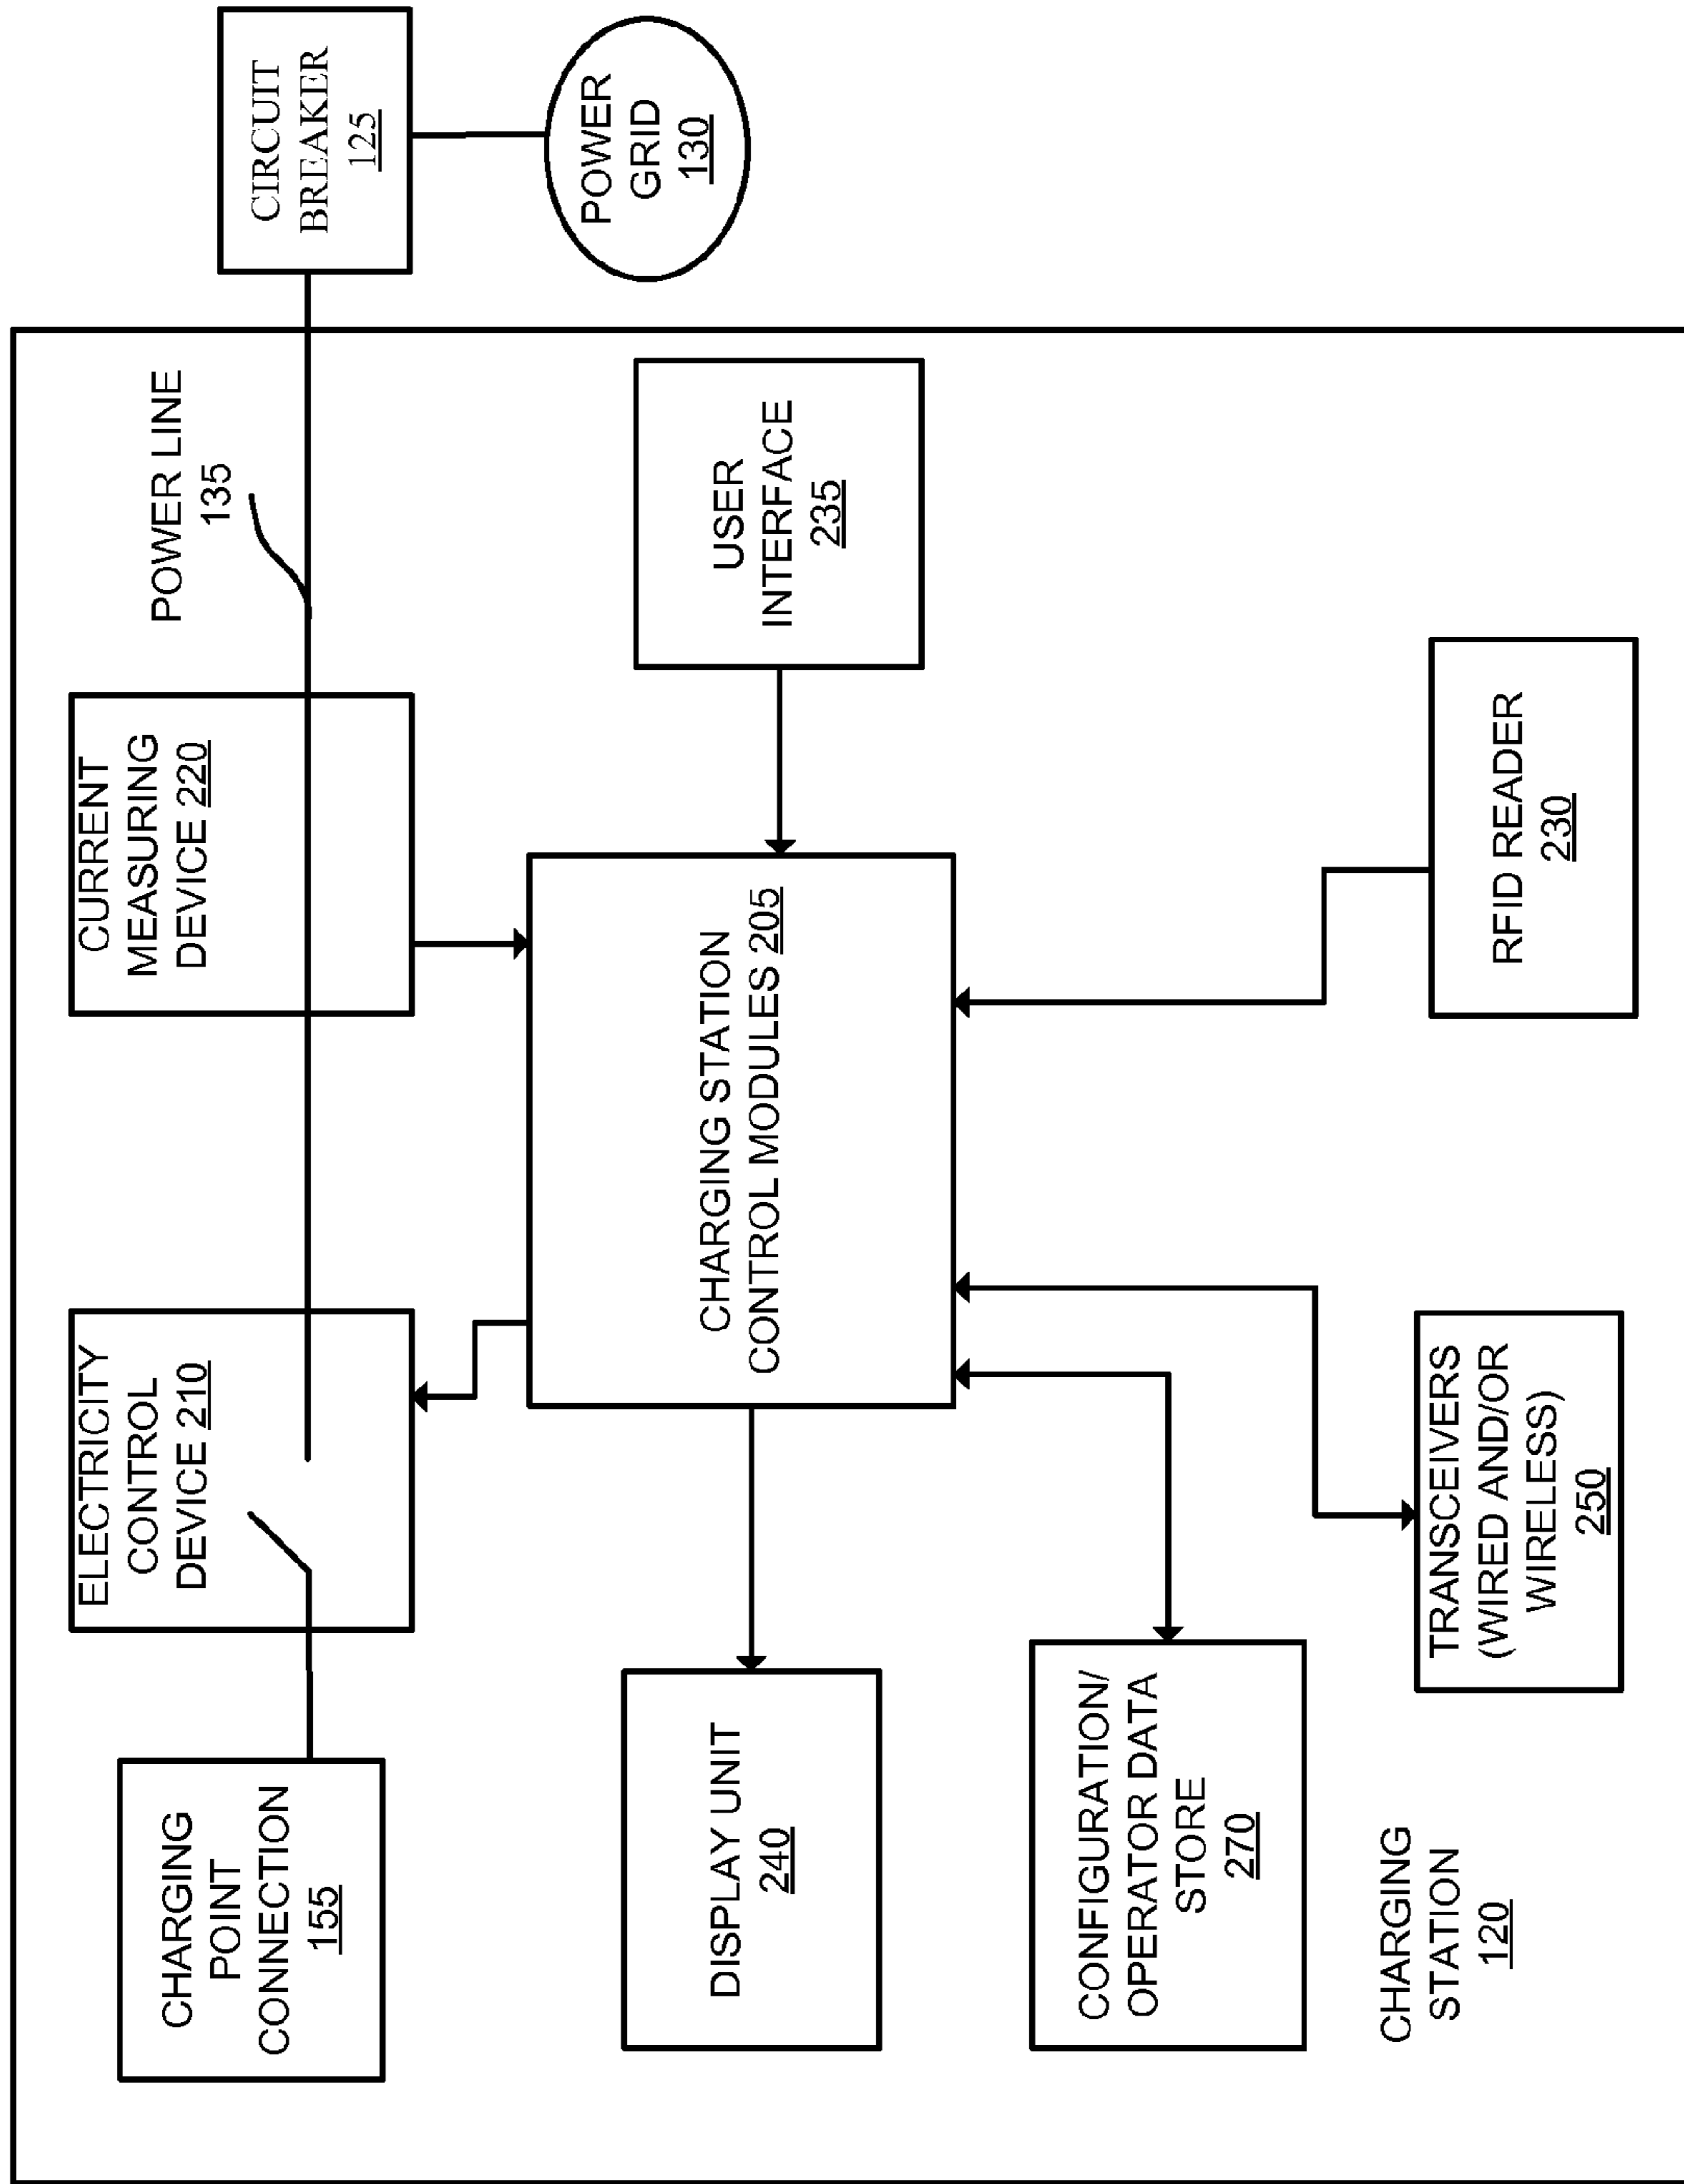 CHARGING
POINT
CONNECTION
155
ELECTRICITY
CONTROL
DEVICE 210
CURRENT
MEASURING
DEVICE 220
POWER LINE
135
CIRCUIT
BREAKER
125
POWER
GRID
130
DISPLAY UNIT
240
CHARGING STATION
CONTROL MODULES 205
USER
INTERFACE
235
CONFIGURATION/
OPERATOR DATA
STORE
270
TRANSCEIVERS
(WIRED AND/OR
WIRELESS)
250
RFID READER
230
CHARGING
STATION
120